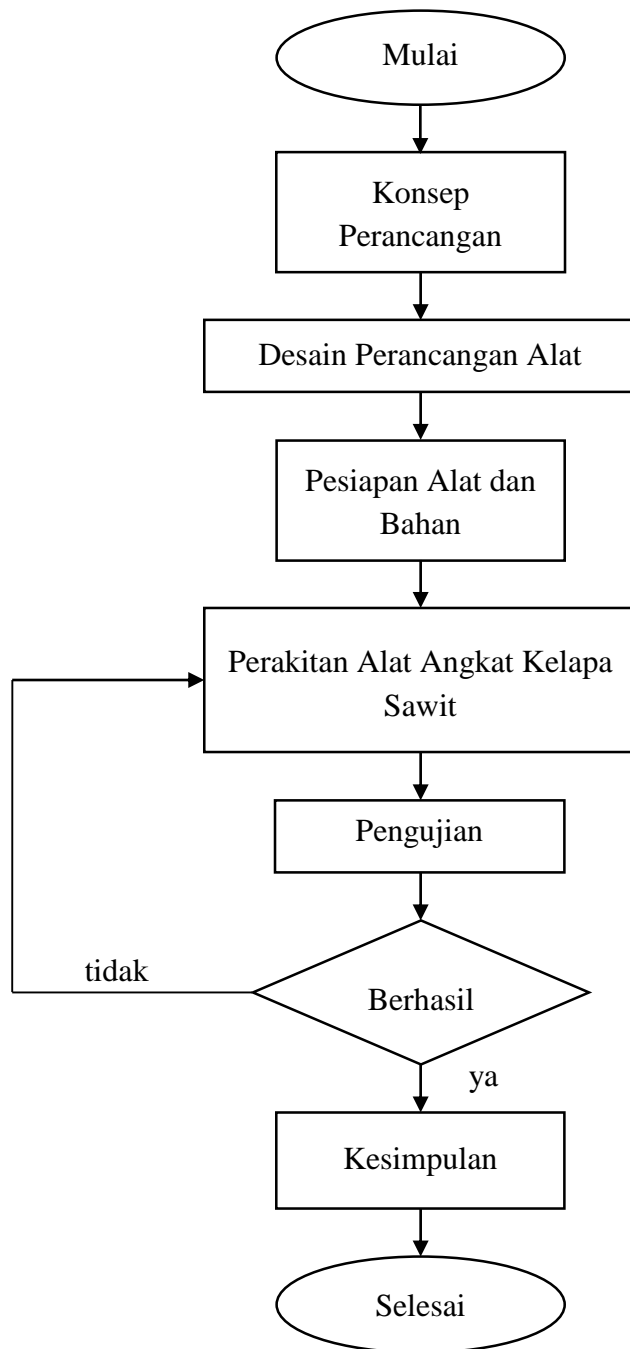 Mulai
Konsep
Perancangan
Desain Perancangan Alat
Pesiapan Alat dan
Bahan
Perakitan Alat Angkat Kelapa
Sawit
Pengujian
tidak
Berhasil
ya
Kesimpulan
Selesai